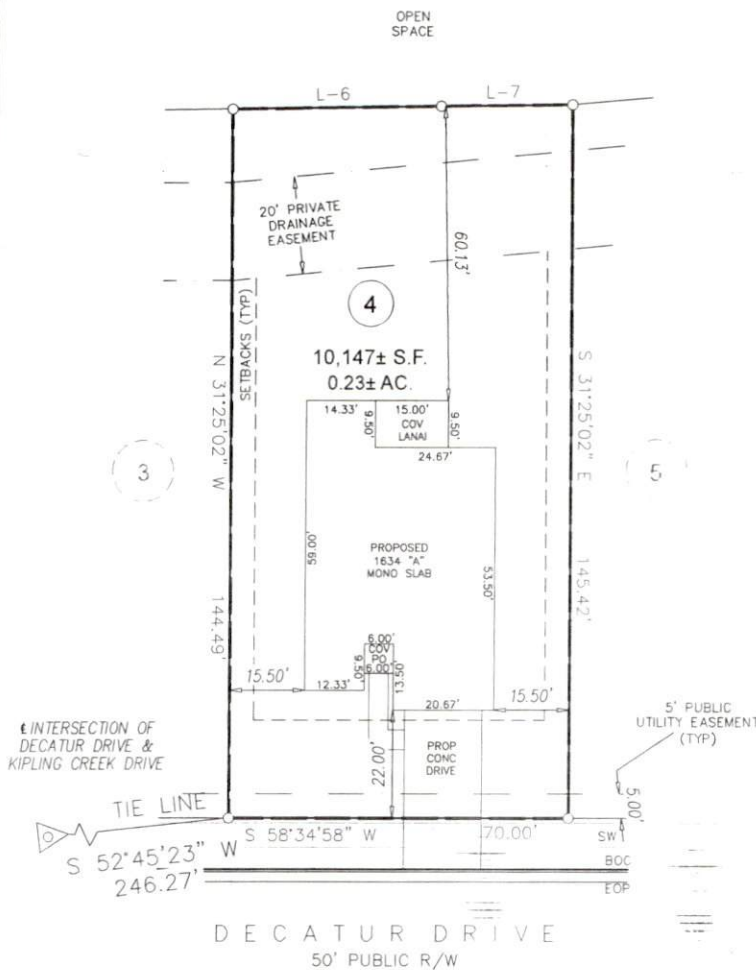 OPEN
SPACE
L-6
L-7
20' PRIVATE
DRAINAGE
EASEMENT
60.13'
SETBACKS (TYP)
4
10,147± S.F.
0.23± AC.
14.33'
9.50'
15.00'
COV
LANAI
9.50'
24.67'
N 31°25'02" W
144.49'
S 31°25'02" E
145.42'
3
5
59.00'
PROPOSED
1634 "A"
MONO SLAB
53.50'
6.00'
COV
PO
6.00'
9.50'
13.50'
15.50'
12.33'
20.67'
15.50'
22.00'
PROP
CONC
DRIVE
5' PUBLIC
UTILITY EASEMENT
(TYP)
5.00'
℄ INTERSECTION OF
DECATUR DRIVE &
KIPLING CREEK DRIVE
TIE LINE
S 58°34'58" W
70.00'
SW
S 52°45'23" W
246.27'
BOC
EOP
DECATUR DRIVE
50' PUBLIC R/W